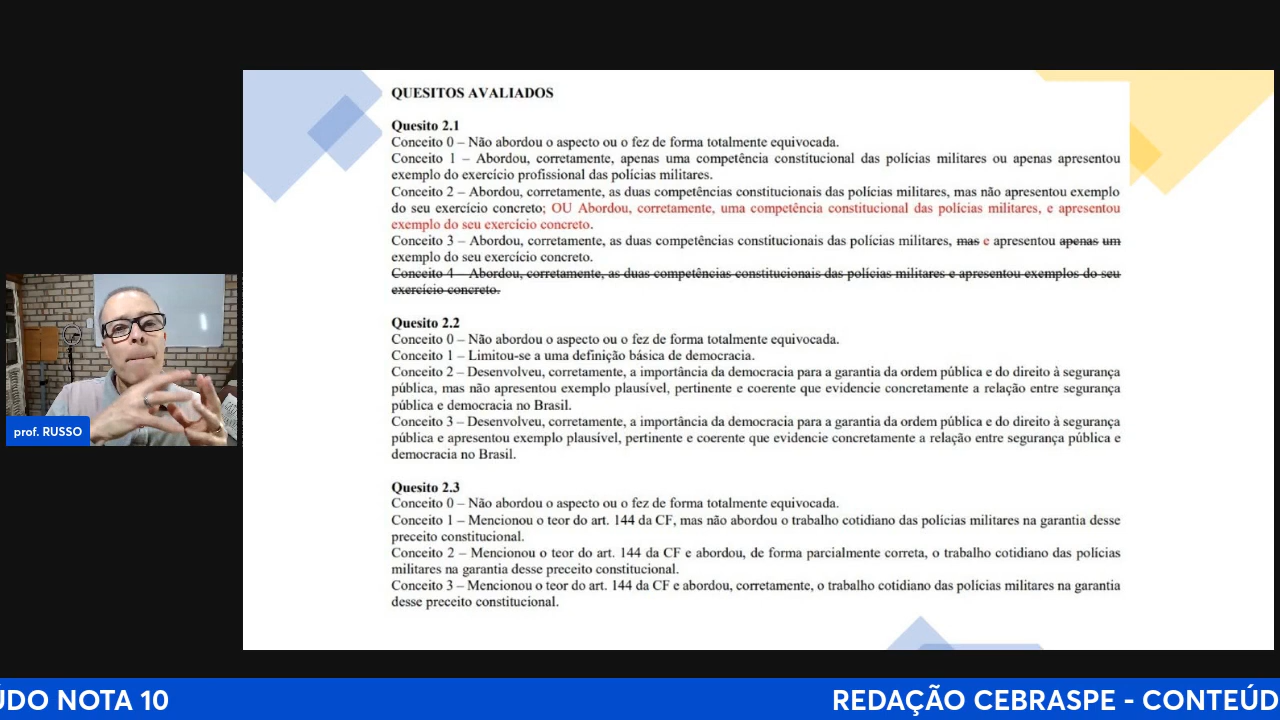 QUESITOS AVALIADOS
Quesito 2.1
Conceito 0 – Não abordou o aspecto ou o fez de forma totalmente equivocada.
Conceito 1 – Abordou, corretamente, apenas uma competência constitucional das polícias militares ou apenas apresentou
exemplo do exercício profissional das polícias militares.
Conceito 2 – Abordou, corretamente, as duas competências constitucionais das polícias militares, mas não apresentou exemplo
do seu exercício concreto; OU Abordou, corretamente, uma competência constitucional das polícias militares, e apresentou
exemplo do seu exercício concreto.
Conceito 3 – Abordou, corretamente, as duas competências constitucionais das polícias militares, mas e apresentou apenas um
exemplo do seu exercício concreto.
Conceito 4 – Abordou, corretamente, as duas competências constitucionais das polícias militares e apresentou exemplos do seu
exercício concreto.
Quesito 2.2
Conceito 0 – Não abordou o aspecto ou o fez de forma totalmente equivocada.
Conceito 1 – Limitou-se a uma definição básica de democracia.
Conceito 2 – Desenvolveu, corretamente, a importância da democracia para a garantia da ordem pública e do direito à segurança
pública, mas não apresentou exemplo plausível, pertinente e coerente que evidencie concretamente a relação entre segurança
pública e democracia no Brasil.
Conceito 3 – Desenvolveu, corretamente, a importância da democracia para a garantia da ordem pública e do direito à segurança
pública e apresentou exemplo plausível, pertinente e coerente que evidencie concretamente a relação entre segurança pública e
democracia no Brasil.
Quesito 2.3
Conceito 0 – Não abordou o aspecto ou o fez de forma totalmente equivocada.
Conceito 1 – Mencionou o teor do art. 144 da CF, mas não abordou o trabalho cotidiano das polícias militares na garantia desse
preceito constitucional.
Conceito 2 – Mencionou o teor do art. 144 da CF e abordou, de forma parcialmente correta, o trabalho cotidiano das polícias
militares na garantia desse preceito constitucional.
Conceito 3 – Mencionou o teor do art. 144 da CF e abordou, corretamente, o trabalho cotidiano das polícias militares na garantia
desse preceito constitucional.
prof. RUSSO
ÚDO NOTA 10
REDAÇÃO CEBRASPE - CONTEÚD